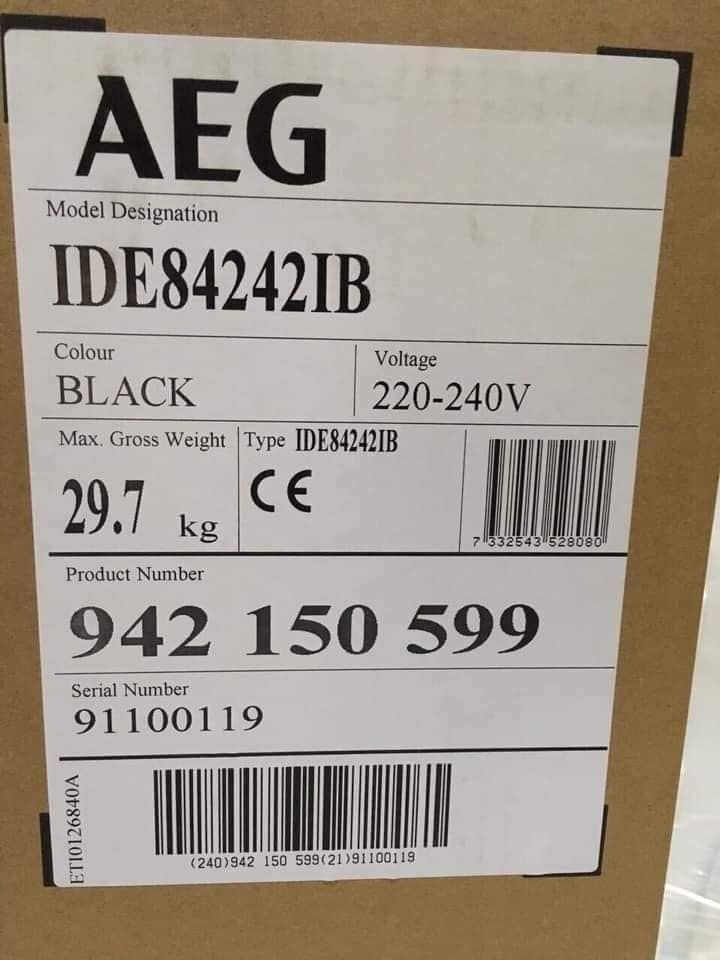 AEG
Model Designation
IDE84242IB
Colour
BLACK
Voltage
220-240V
Max. Gross Weight
29.7 kg
Type IDE84242IB
CE
7 332543 528080
Product Number
942 150 599
Serial Number
91100119
ETI0126840A
(240)942 150 599(21)91100119